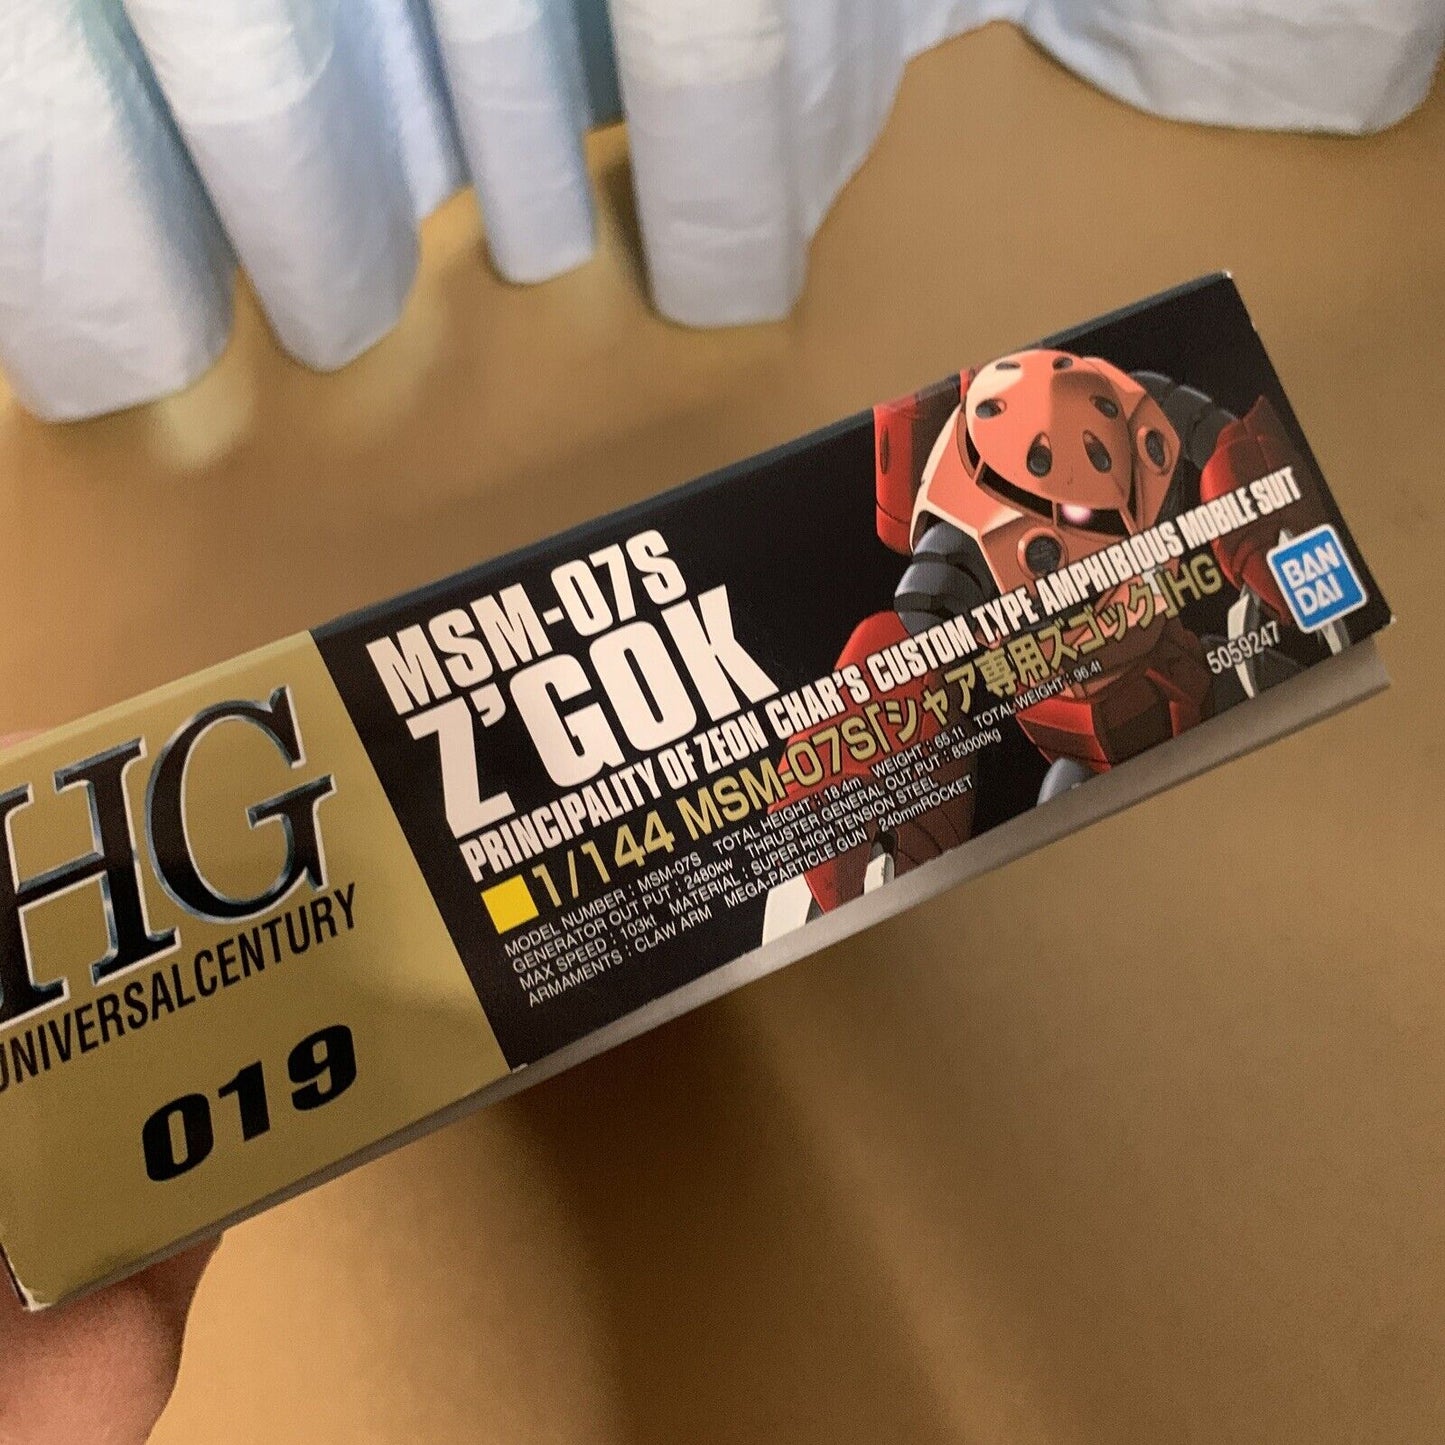 HG
UNIVERSALCENTURY
019
MSM-07S
Z'GOK
PRINCIPALITY OF ZEON CHAR'S CUSTOM TYPE AMPHIBIOUS MOBILE SUIT
1/144 MSM-07S「シャア専用ズゴック」HG
MODEL NUMBER : MSM-07S TOTAL HEIGHT : 18.4m WEIGHT : 65.1t TOTAL WEIGHT : 96.4t
GENERATOR OUT PUT : 2480kw THRUSTER GENERAL OUT PUT : 83000kg
MAX SPEED : 103kt MATERIAL : SUPER HIGH TENSION STEEL
ARMAMENTS : CLAW ARM MEGA-PARTICLE GUN 240mmROCKET
BAN
DAI
5059247